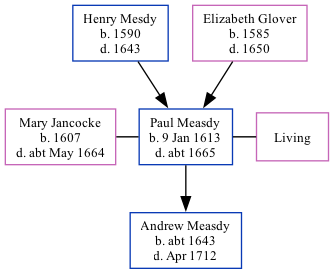 Henry Mesdy
b. 1590
d. 1643
Elizabeth Glover
b. 1585
d. 1650
Mary Jancocke
b. 1607
d. abt May 1664
Paul Measdy
b. 9 Jan 1613
d. abt 1665
Living
Andrew Measdy
b. abt 1643
d. Apr 1712